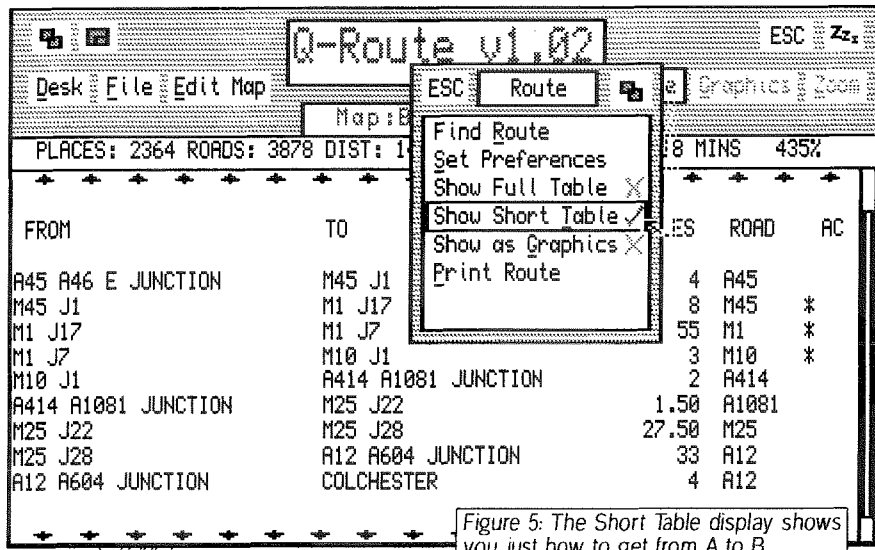 Q-Route v1.02
ESC Zzz
Desk File Edit Map
Graphics Zoom
ESC Route
Map:
PLACES: 2364 ROADS: 3878 DIST:
8 MINS 435%
Find Route
Set Preferences
Show Full Table
Show Short Table
Show as Graphics
Print Route
FROM TO ROAD AC
A45 A46 E JUNCTION M45 J1 4 A45
M45 J1 M1 J17 8 M45 *
M1 J17 M1 J7 55 M1 *
M1 J7 M10 J1 3 M10 *
M10 J1 A414 A1081 JUNCTION 2 A414
A414 A1081 JUNCTION M25 J22 1.50 A1081
M25 J22 M25 J28 27.50 M25
M25 J28 A12 A604 JUNCTION 33 A12
A12 A604 JUNCTION COLCHESTER 4 A12
Figure 5: The Short Table display shows
you just how to get from A to B